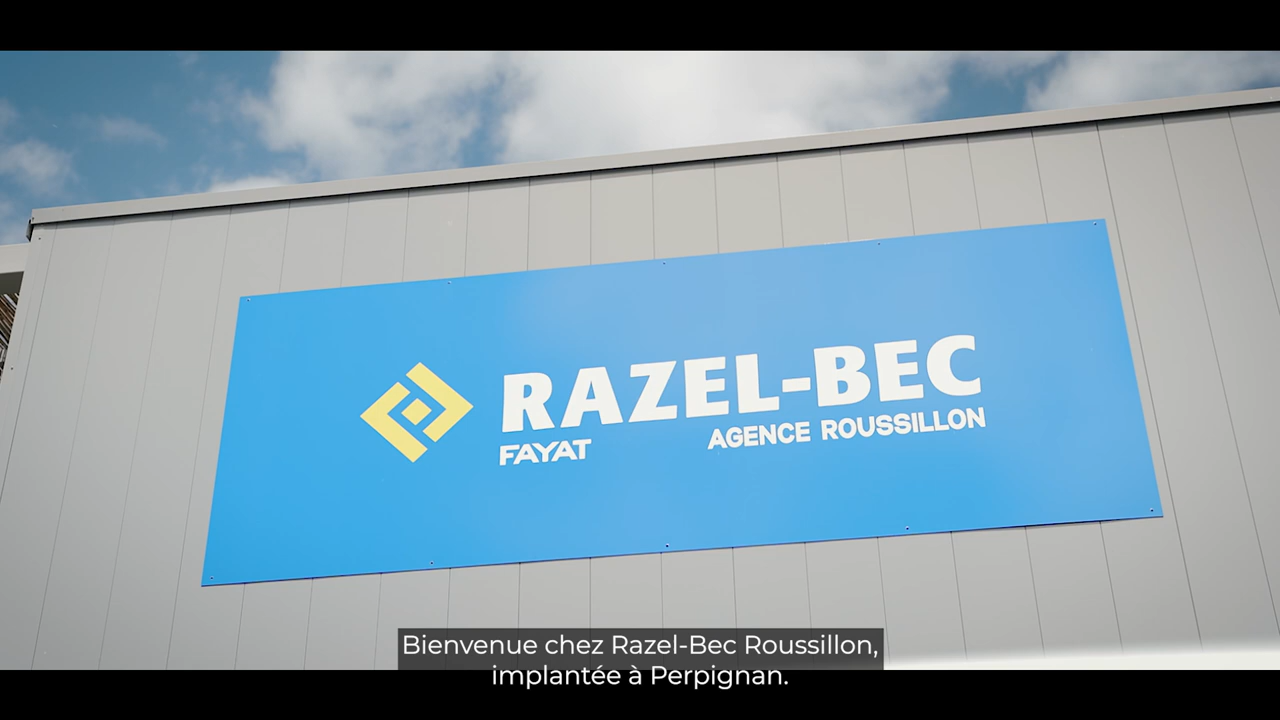 RAZEL-BEC
FAYAT
AGENCE ROUSSILLON
Bienvenue chez Razel-Bec Roussillon,
implantée à Perpignan.